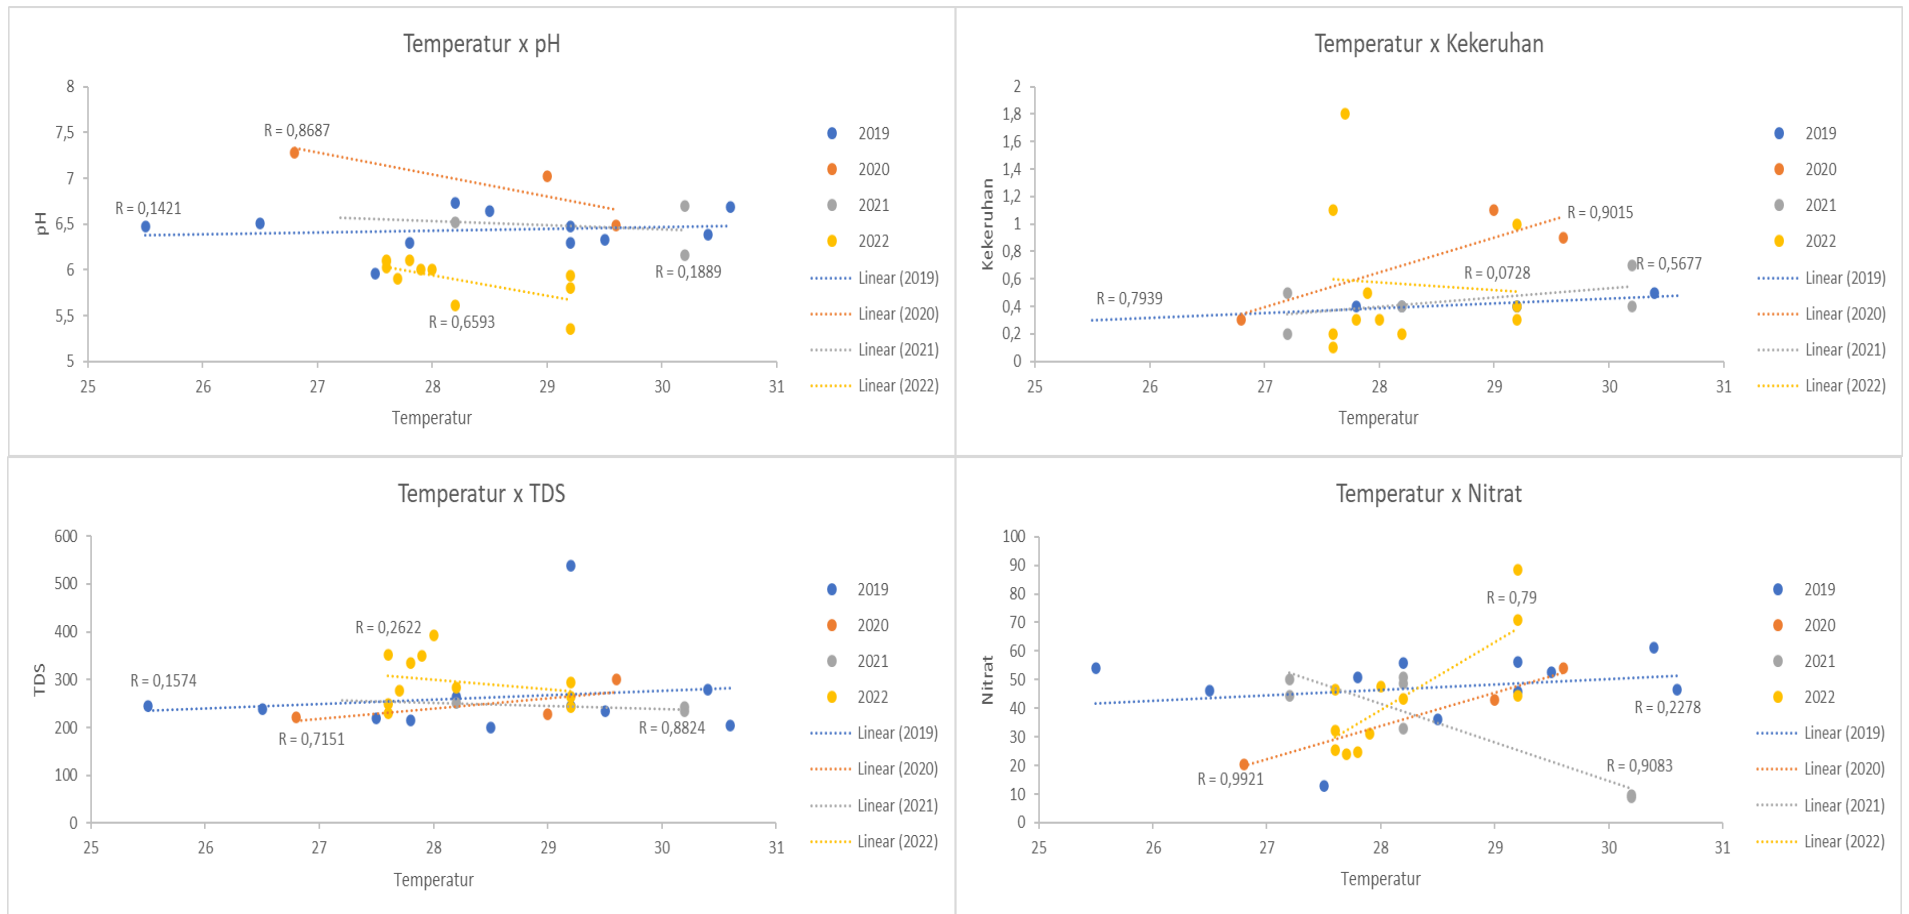 Temperatur x pH
8
7,5
7
6,5
6
5,5
5
pH
R = 0,8687
R = 0,1421
R = 0,1889
R = 0,6593
25
26
27
28
29
30
31
Temperatur
2019
2020
2021
2022
Linear (2019)
Linear (2020)
Linear (2021)
Linear (2022)
Temperatur x Kekeruhan
2
1,8
1,6
1,4
1,2
1
0,8
0,6
0,4
0,2
0
Kekeruhan
R = 0,9015
R = 0,5677
R = 0,0728
R = 0,7939
25
26
27
28
29
30
31
Temperatur
2019
2020
2021
2022
Linear (2019)
Linear (2020)
Linear (2021)
Linear (2022)
Temperatur x TDS
600
500
400
300
200
100
0
TDS
R = 0,2622
R = 0,1574
R = 0,7151
R = 0,8824
25
26
27
28
29
30
31
Temperatur
2019
2020
2021
2022
Linear (2019)
Linear (2020)
Linear (2021)
Linear (2022)
Temperatur x Nitrat
100
90
80
70
60
50
40
30
20
10
0
Nitrat
R = 0,79
R = 0,2278
R = 0,9083
R = 0,9921
25
26
27
28
29
30
31
Temperatur
2019
2020
2021
2022
Linear (2019)
Linear (2020)
Linear (2021)
Linear (2022)